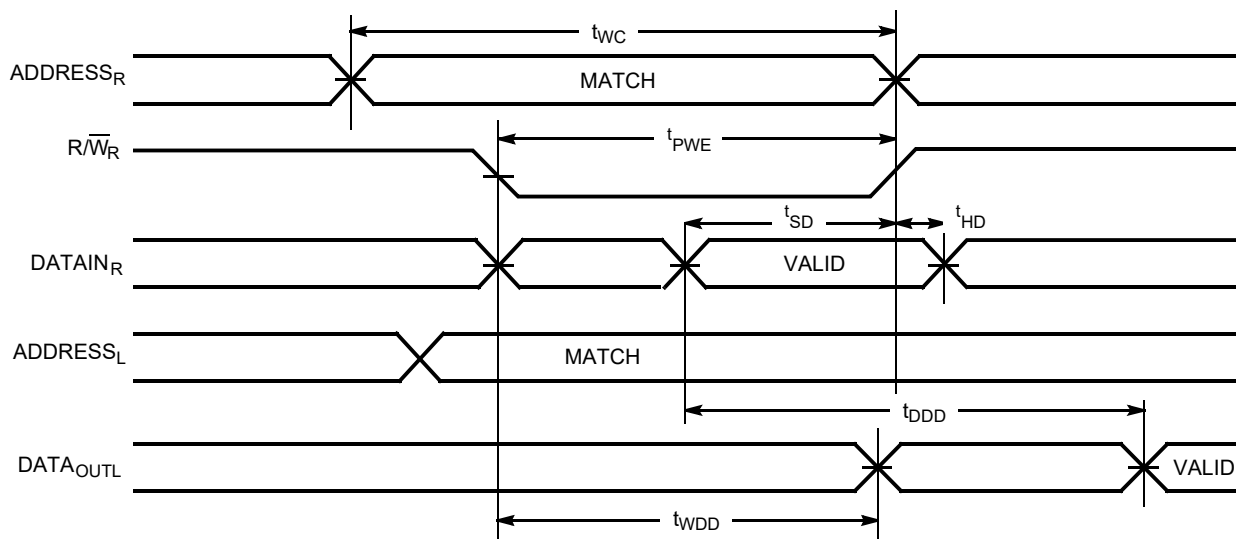 tWC
ADDRESSR MATCH
tPWE
R/W̅R
tSD tHD
DATAINR VALID
ADDRESSL MATCH
tDDD
DATAOUTL VALID
tWDD